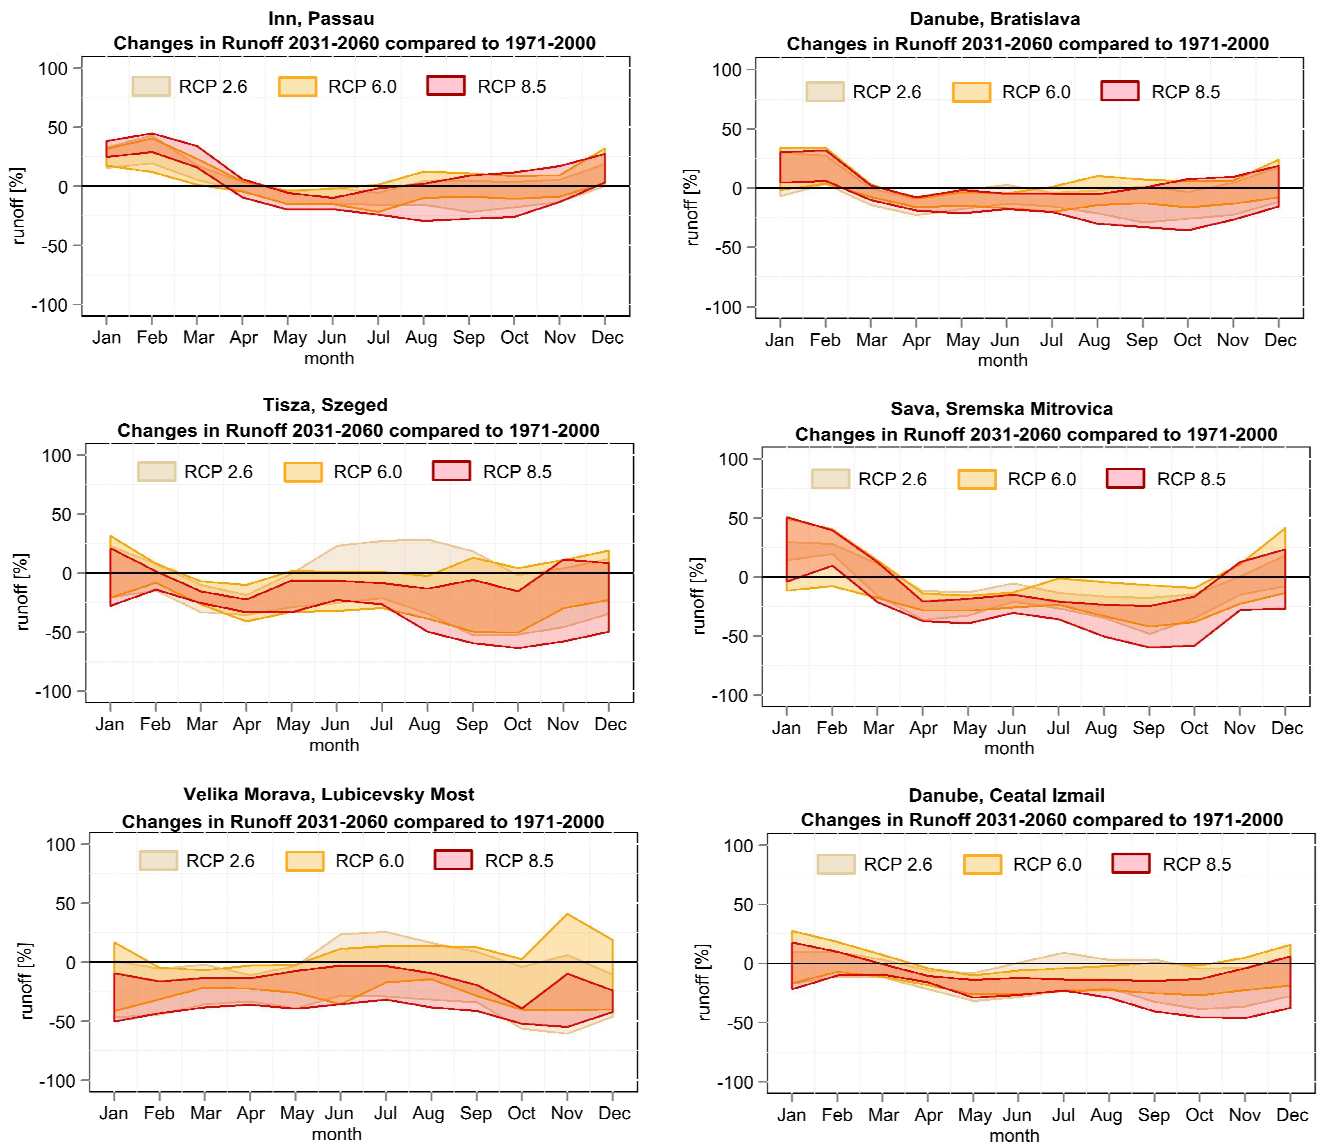 Inn, Passau
Changes in Runoff 2031-2060 compared to 1971-2000
RCP 2.6 RCP 6.0 RCP 8.5
100
50
0
-50
-100
runoff [%]
Jan Feb Mar Apr May Jun Jul Aug Sep Oct Nov Dec
month
Danube, Bratislava
Changes in Runoff 2031-2060 compared to 1971-2000
RCP 2.6 RCP 6.0 RCP 8.5
100
50
0
-50
-100
runoff [%]
Jan Feb Mar Apr May Jun Jul Aug Sep Oct Nov Dec
month
Tisza, Szeged
Changes in Runoff 2031-2060 compared to 1971-2000
RCP 2.6 RCP 6.0 RCP 8.5
100
50
0
-50
-100
runoff [%]
Jan Feb Mar Apr May Jun Jul Aug Sep Oct Nov Dec
month
Sava, Sremska Mitrovica
Changes in Runoff 2031-2060 compared to 1971-2000
RCP 2.6 RCP 6.0 RCP 8.5
100
50
0
-50
-100
runoff [%]
Jan Feb Mar Apr May Jun Jul Aug Sep Oct Nov Dec
month
Velika Morava, Lubicevsky Most
Changes in Runoff 2031-2060 compared to 1971-2000
RCP 2.6 RCP 6.0 RCP 8.5
100
50
0
-50
-100
runoff [%]
Jan Feb Mar Apr May Jun Jul Aug Sep Oct Nov Dec
month
Danube, Ceatal Izmail
Changes in Runoff 2031-2060 compared to 1971-2000
RCP 2.6 RCP 6.0 RCP 8.5
100
50
0
-50
-100
runoff [%]
Jan Feb Mar Apr May Jun Jul Aug Sep Oct Nov Dec
month